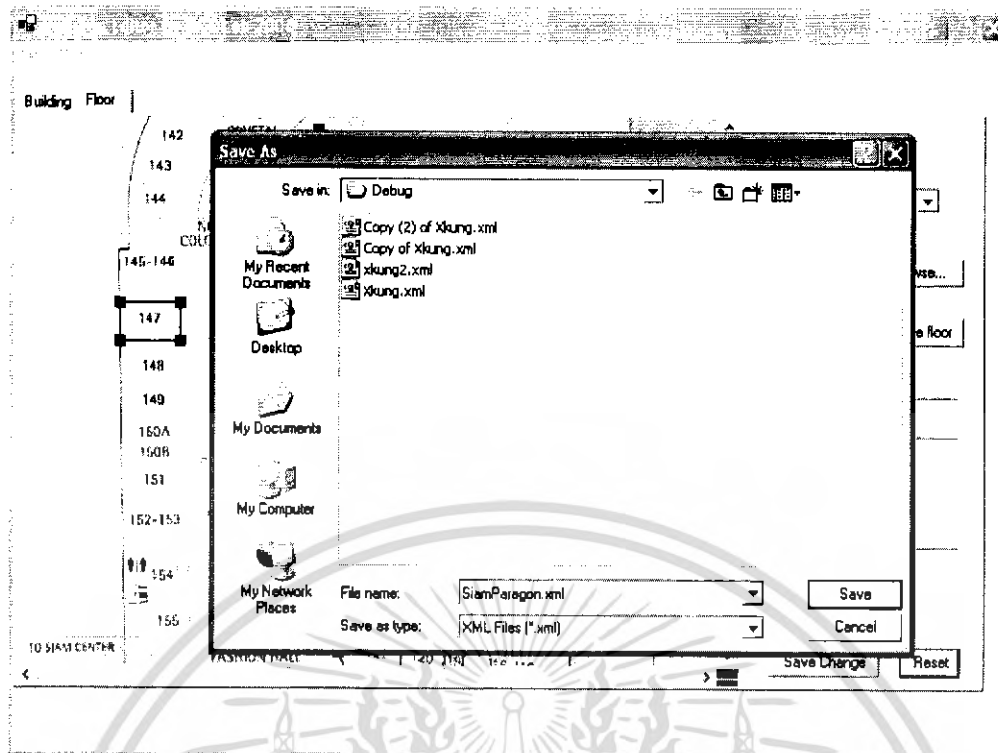 Building Floor
142
143
144
145-146
147
148
149
150A
150B
151
152-153
154
155
TO SIAM CENTER
Save As
Save in: Debug
My Recent Documents
Desktop
My Documents
My Computer
My Network Places
Copy (2) of Xkung.xml
Copy of Xkung.xml
xkung2.xml
Xkung.xml
File name: SiamParagon.xml
Save as type: XML Files (*.xml)
Save
Cancel
FASHION HALL
Save Change
Reset